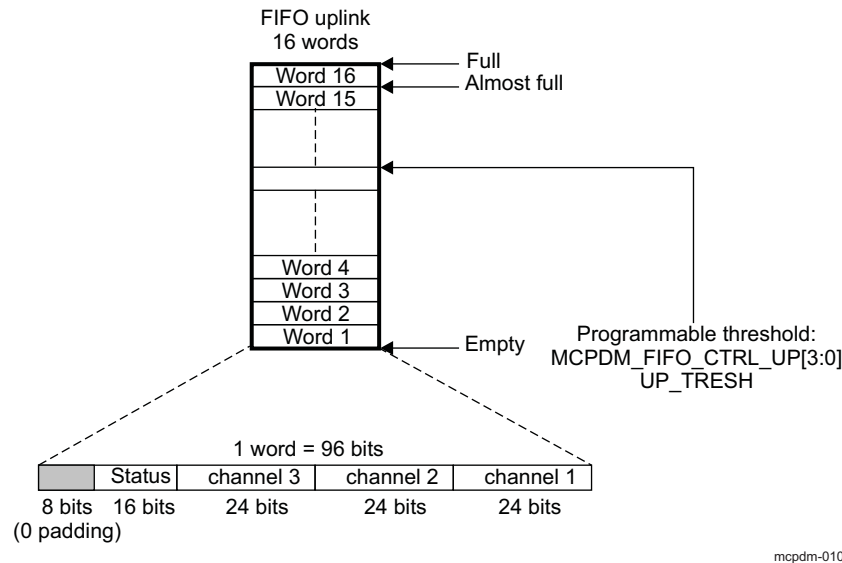 FIFO uplink
16 words
Full
Word 16
Almost full
Word 15
Word 4
Word 3
Word 2
Word 1
Empty
Programmable threshold:
MCPDM_FIFO_CTRL_UP[3:0]
UP_TRESH
1 word = 96 bits
Status channel 3 channel 2 channel 1
8 bits 16 bits 24 bits 24 bits 24 bits
(0 padding)
mcpdm-010